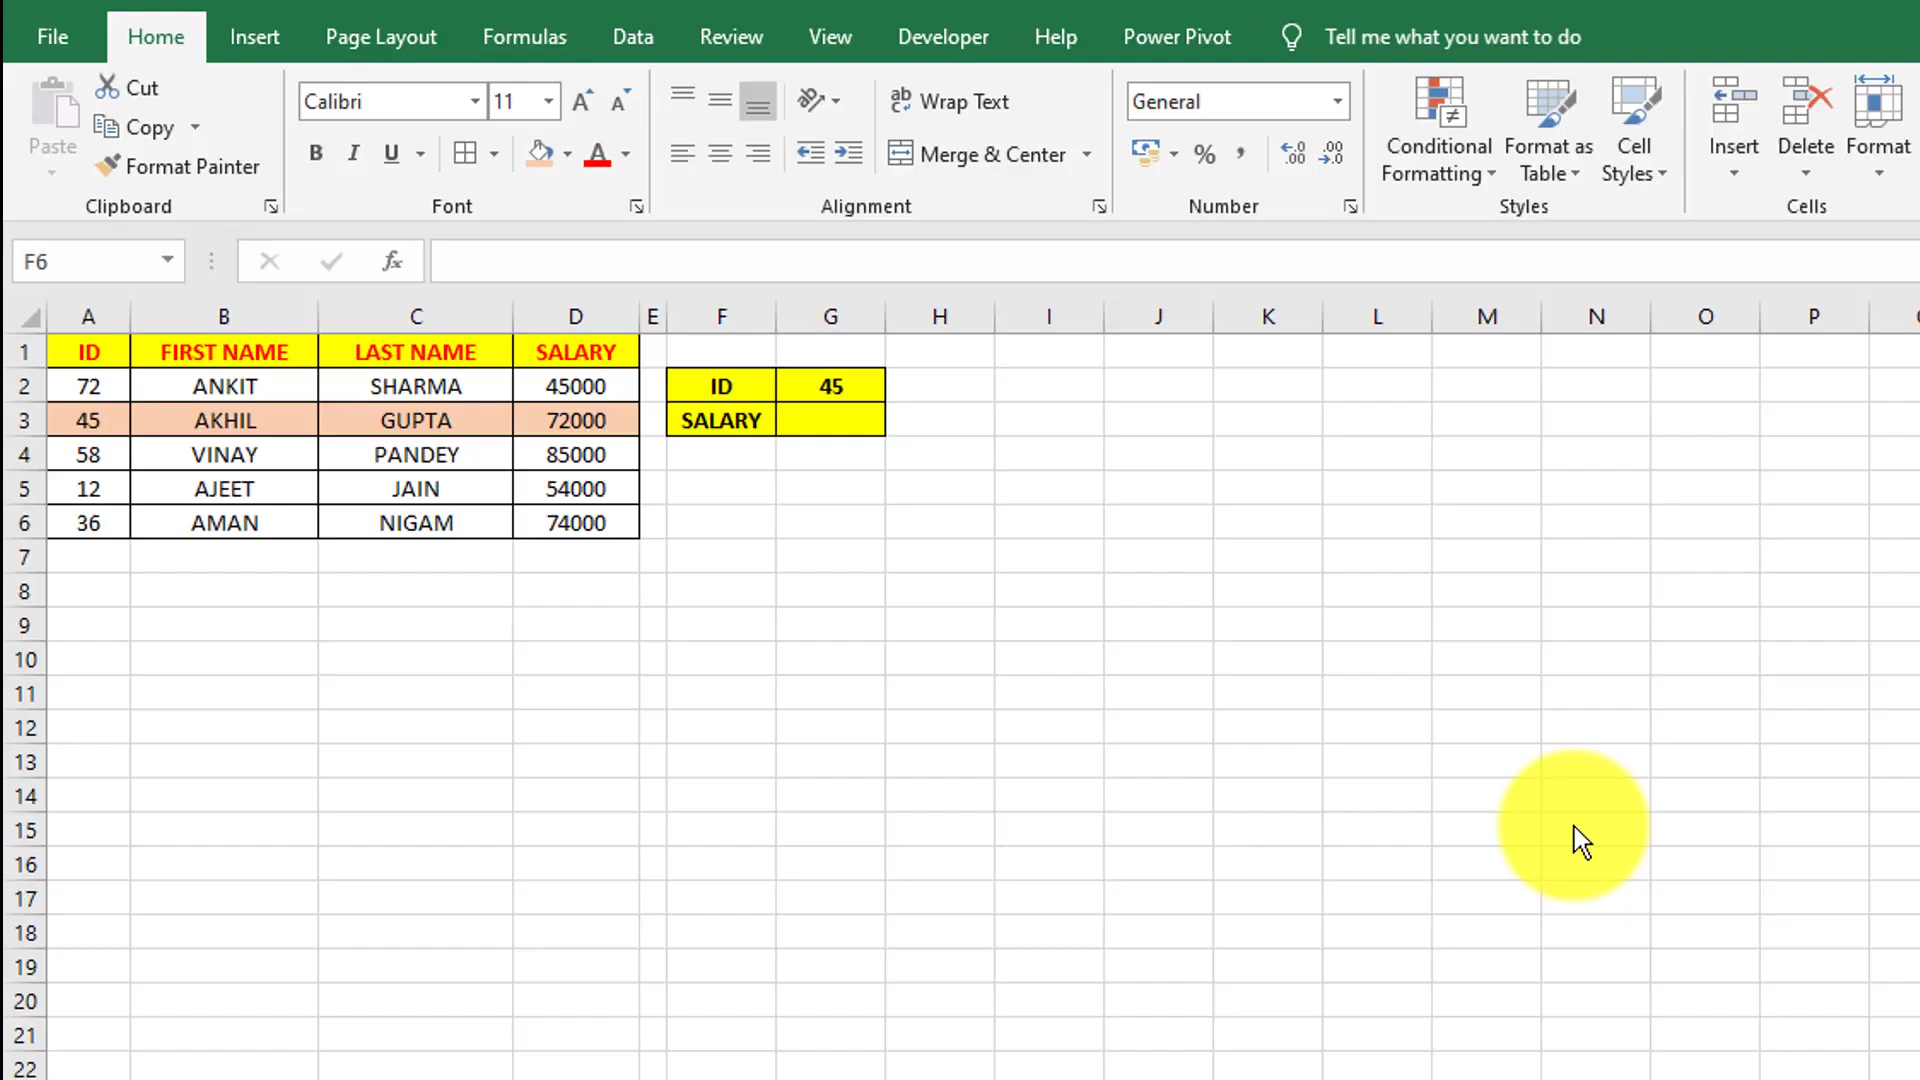 File Home Insert Page Layout Formulas Data Review View Developer Help Power Pivot Tell me what you want to do
Paste
Cut
Copy
Format Painter
Clipboard
Calibri 11
B I U A
Font
ab Wrap Text
Merge & Center
Alignment
General
% , .00 .0
Number
Conditional Formatting
Format as Table
Cell Styles
Styles
Insert Delete Format
Cells
F6 fx
A B C D E F G H I J K L M N O P
1 ID FIRST NAME LAST NAME SALARY
2 72 ANKIT SHARMA 45000 ID 45
3 45 AKHIL GUPTA 72000 SALARY
4 58 VINAY PANDEY 85000
5 12 AJEET JAIN 54000
6 36 AMAN NIGAM 74000
7
8
9
10
11
12
13
14
15
16
17
18
19
20
21
22